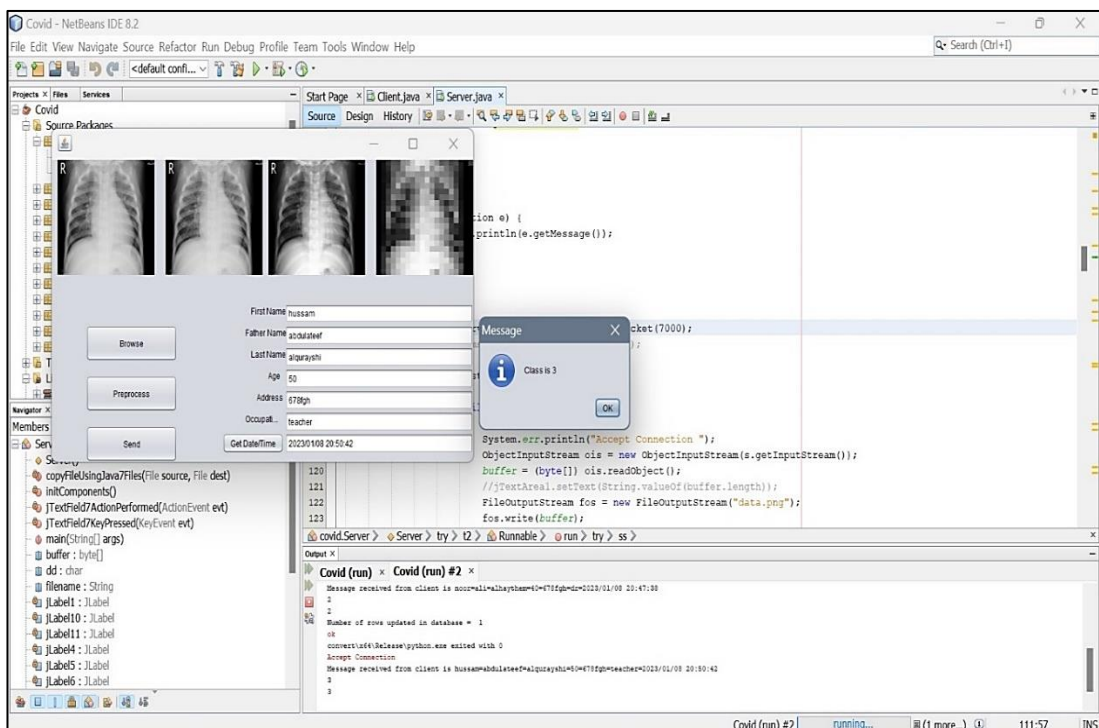 Covid - NetBeans IDE 8.2
File Edit View Navigate Source Refactor Run Debug Profile Team Tools Window Help
Search (Ctrl+I)
<default confi...
Projects × Files Services
Covid
Source Packages
Start Page × Client.java × Server.java ×
Source Design History
R R R
ion e) {
.println(e.getMessage());
cket(7000);
);
First Name hussam
Father Name abdulateef
Last Name alqurayshi
Age 50
Address 678fgh
Occupati... teacher
Get Date/Time 2023/01/08 20:50:42
Browse
Preprocess
Send
Message X
Class is 3
OK
System.err.println("Accept Connection ");
ObjectInputStream ois = new ObjectInputStream(s.getInputStream());
120 buffer = (byte[]) ois.readObject();
121 //jTextArea1.setText(String.valueOf(buffer.length));
122 FileOutputStream fos = new FileOutputStream("data.png");
123 fos.write(buffer);
covid.Server > Server > try > t2 > Runnable > run > try > ss >
Navigator ×
Members
Server()
copyFileUsingJava7Files(File source, File dest)
initComponents()
jTextField7ActionPerformed(ActionEvent evt)
jTextField7KeyPressed(KeyEvent evt)
main(String[] args)
buffer : byte[]
dd : char
filename : String
jLabel1 : JLabel
jLabel10 : JLabel
jLabel11 : JLabel
jLabel4 : JLabel
jLabel5 : JLabel
jLabel6 : JLabel
Output ×
Covid (run) × Covid (run) #2 ×
Message received from client is noor=ali=alhaythem=40=678fgh=dr=2023/01/08 20:47:38
2
2
Number of rows updated in database = 1
ok
convert\x64\Release\python.exe exited with 0
Accept Connection
Message received from client is hussam=abdulateef=alqurayshi=50=678fgh=teacher=2023/01/08 20:50:42
3
3
Covid (run) #2 running... (1 more...) 111:57 INS